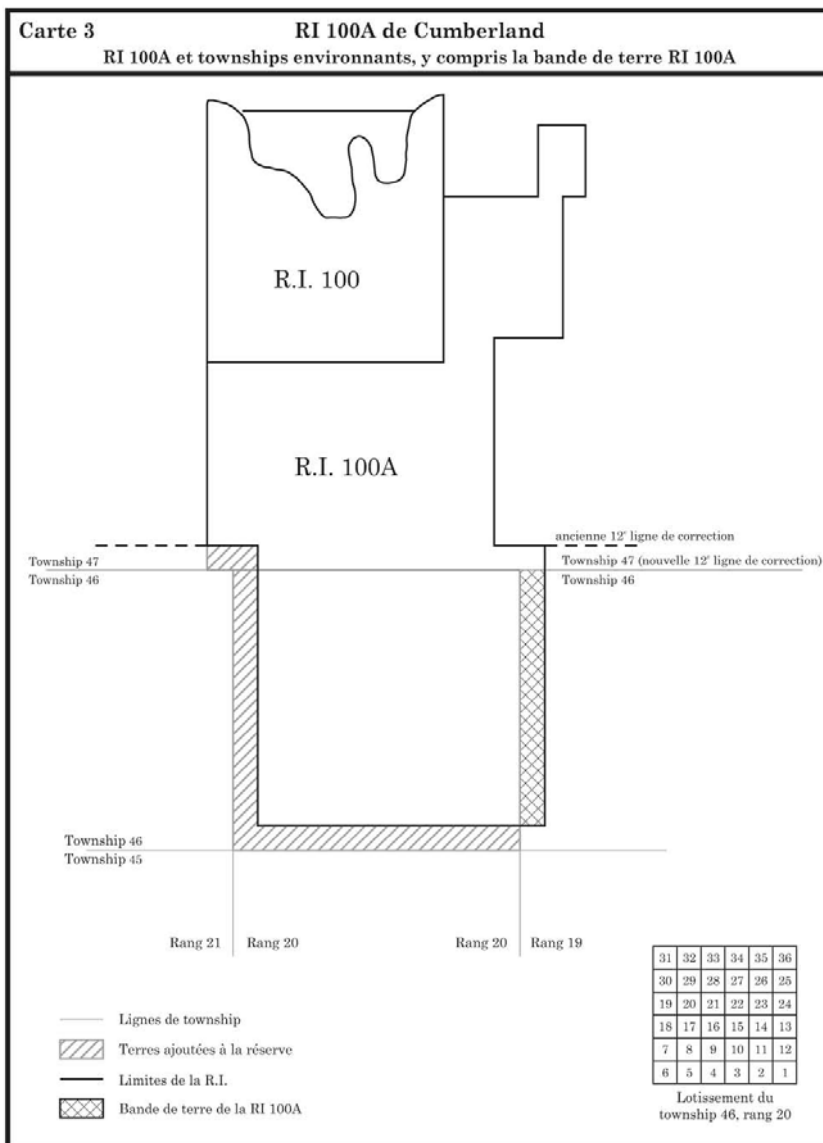 Carte 3
RI 100A de Cumberland
RI 100A et townships environnants, y compris la bande de terre RI 100A
R.I. 100
R.I. 100A
ancienne 12e ligne de correction
Township 47
Township 47 (nouvelle 12e ligne de correction)
Township 46
Township 46
Township 46
Township 45
Rang 21
Rang 20
Rang 20
Rang 19
31 32 33 34 35 36
30 29 28 27 26 25
19 20 21 22 23 24
18 17 16 15 14 13
7 8 9 10 11 12
6 5 4 3 2 1
Lotissement du
township 46, rang 20
Lignes de township
Terres ajoutées à la réserve
Limites de la R.I.
Bande de terre de la RI 100A